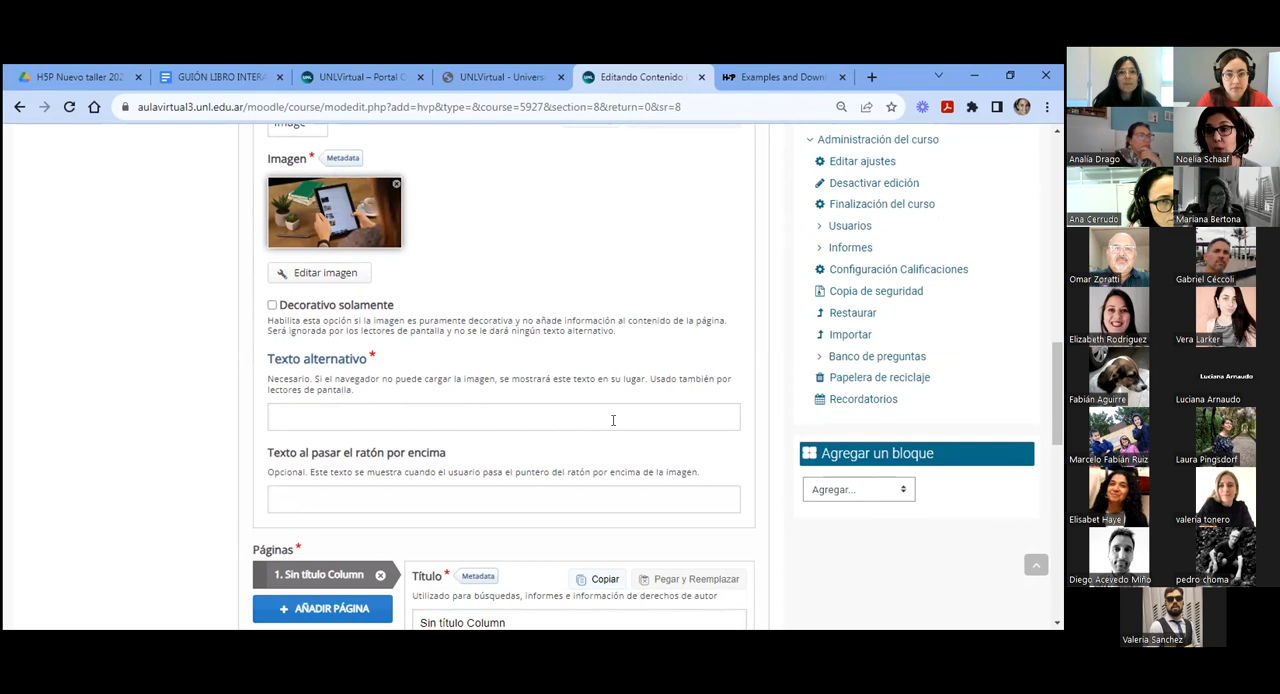 H5P Nuevo taller 202
GUIÓN LIBRO INTERA
UNLVirtual – Portal C
UNLVirtual - Univers
Editando Contenido
H-P Examples and Down
aulavirtual3.unl.edu.ar/moodle/course/modedit.php?add=hvp&type=&course=5927&section=8&return=0&sr=8
Image
Imagen * Metadata
Editar imagen
Decorativo solamente
Habilita esta opción si la imagen es puramente decorativa y no añade información al contenido de la página.
Será ignorada por los lectores de pantalla y no se le dará ningún texto alternativo.
Texto alternativo *
Necesario. Si el navegador no puede cargar la imagen, se mostrará este texto en su lugar. Usado también por
lectores de pantalla.
Texto al pasar el ratón por encima
Opcional. Este texto se muestra cuando el usuario pasa el puntero del ratón por encima de la imagen.
Páginas *
1. Sin título Column
+ AÑADIR PÁGINA
Título * Metadata
Copiar
Pegar y Reemplazar
Utilizado para búsquedas, informes e información de derechos de autor
Sin título Column
Administración del curso
Editar ajustes
Desactivar edición
Finalización del curso
Usuarios
Informes
Configuración Calificaciones
Copia de seguridad
Restaurar
Importar
Banco de preguntas
Papelera de reciclaje
Recordatorios
Agregar un bloque
Agregar...
Analía Drago
Noelia Schaaf
Ana Cerrudo
Mariana Bertona
Omar Zoratti
Gabriel Céccoli
Elizabeth Rodriguez
Vera Larker
Fabián Aguirre
Luciana Arnaudo
Luciana Arnaudo
Marcelo Fabián Ruiz
Laura Pingsdorf
Elisabet Haye
valeria tonero
Diego Acevedo Miño
pedro choma
Valeria Sanchez